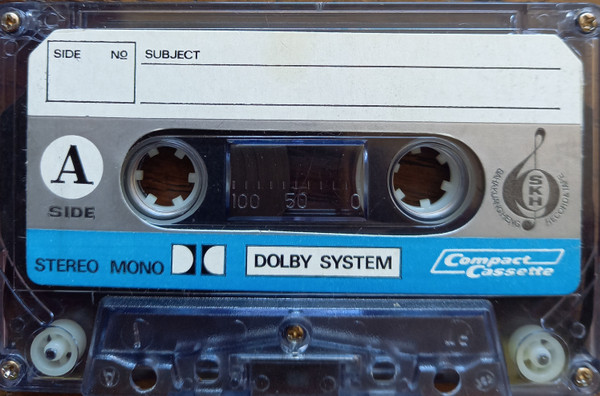 SIDE Nº SUBJECT
A
SIDE
100 50 0
SKH
STEREO MONO DOLBY SYSTEM
Compact
Cassette